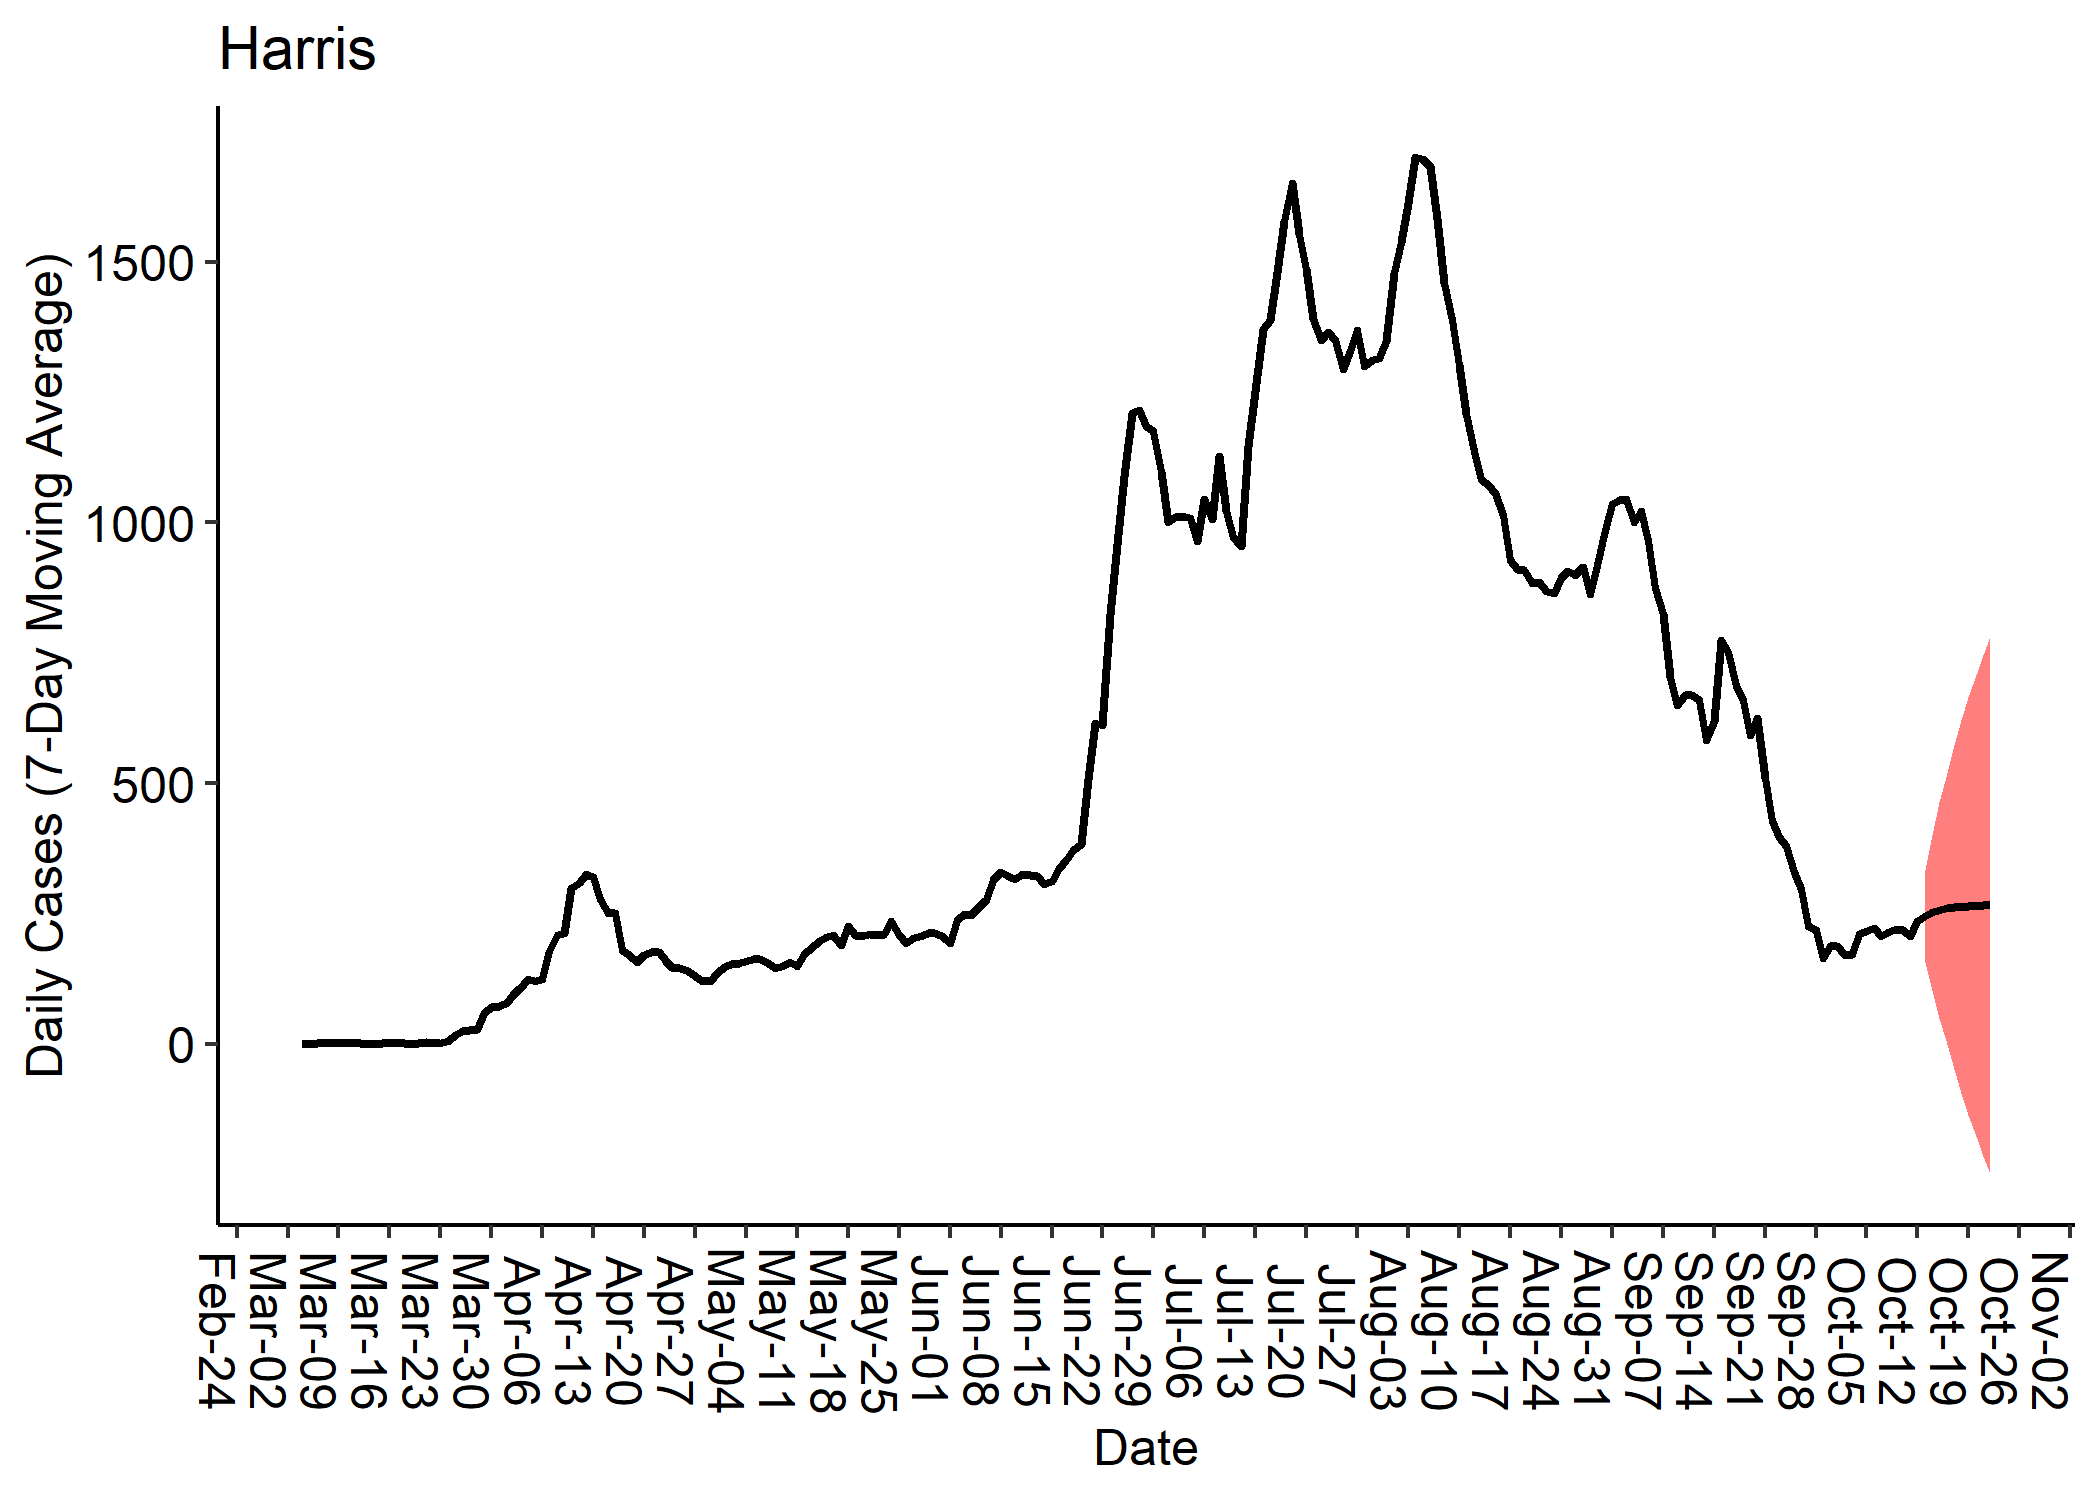 Harris
Daily Cases (7-Day Moving Average)
1500
1000
500
0
Feb-24
Mar-02
Mar-09
Mar-16
Mar-23
Mar-30
Apr-06
Apr-13
Apr-20
Apr-27
May-04
May-11
May-18
May-25
Jun-01
Jun-08
Jun-15
Jun-22
Jun-29
Jul-06
Jul-13
Jul-20
Jul-27
Aug-03
Aug-10
Aug-17
Aug-24
Aug-31
Sep-07
Sep-14
Sep-21
Sep-28
Oct-05
Oct-12
Oct-19
Oct-26
Nov-02
Date